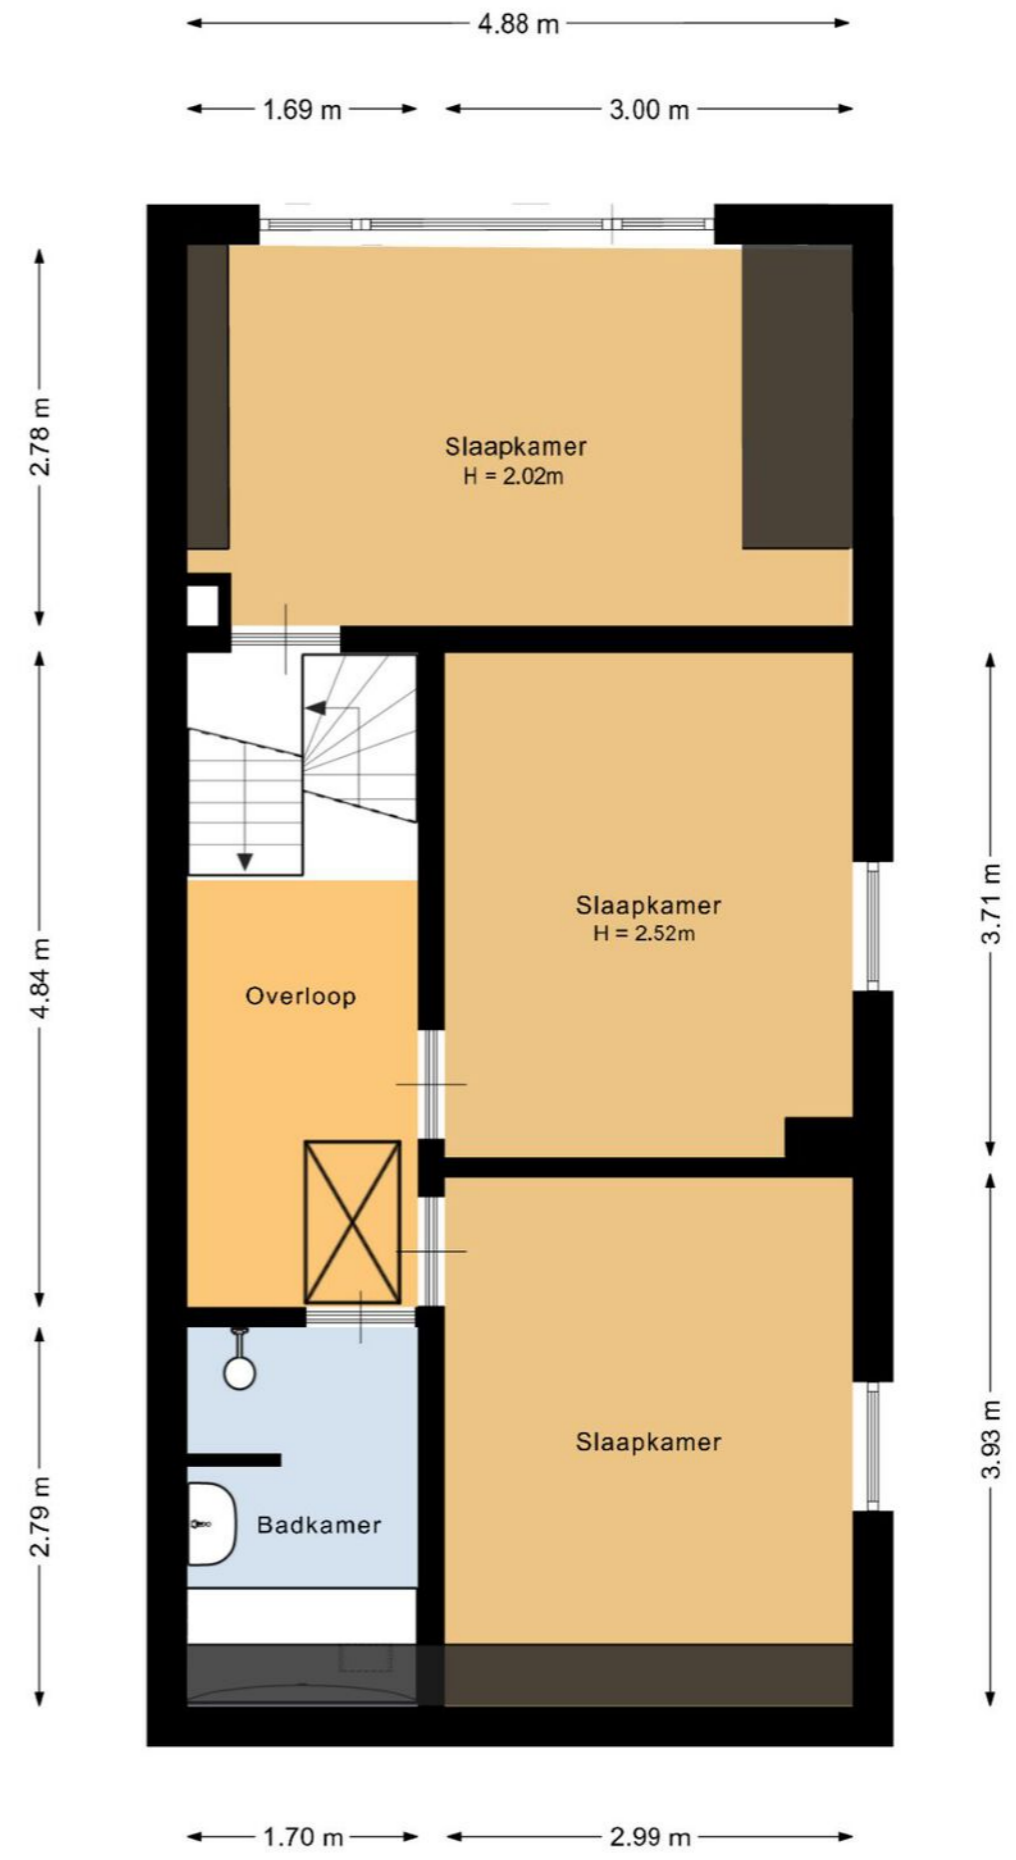 4.88 m
1.69 m
3.00 m
2.78 m
Slaapkamer
H = 2.02m
3.71 m
Slaapkamer
H = 2.52m
4.84 m
Overloop
3.93 m
Slaapkamer
2.79 m
Badkamer
1.70 m
2.99 m